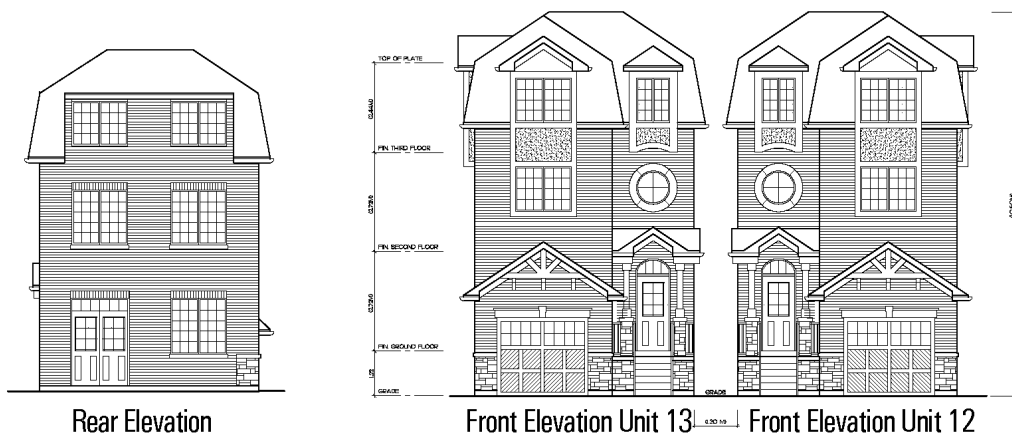 TOP OF PLATE
FIN. THIRD FLOOR
FIN. SECOND FLOOR
FIN. GROUND FLOOR
GRADE
GRADE
Rear Elevation
Front Elevation Unit 13
Front Elevation Unit 12